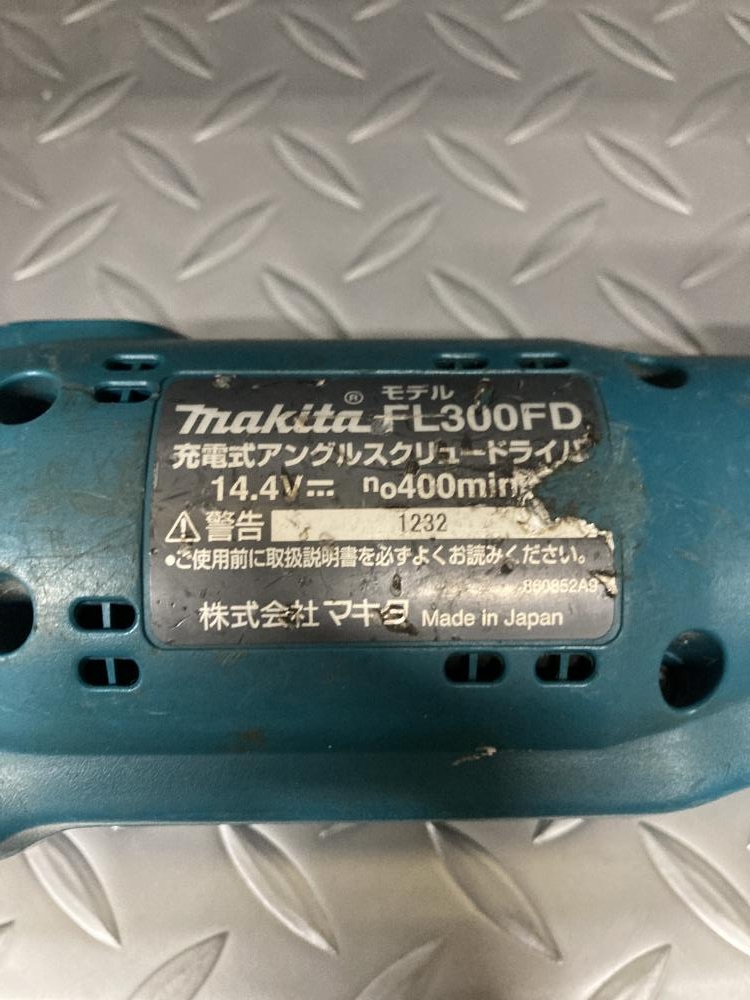 モデル
makita® FL300FD
充電式アングルスクリュードライバ
14.4V⎓ n₀400min
⚠警告 1232
•ご使用前に取扱説明書を必ずよくお読みください。
860852A9
株式会社マキタ Made in Japan